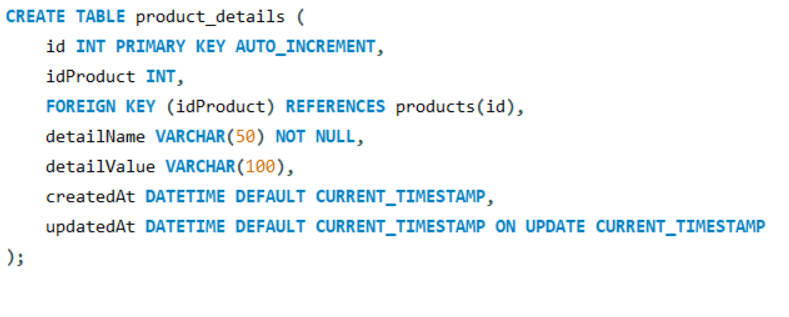 CREATE TABLE product_details (
    id INT PRIMARY KEY AUTO_INCREMENT,
    idProduct INT,
    FOREIGN KEY (idProduct) REFERENCES products(id),
    detailName VARCHAR(50) NOT NULL,
    detailValue VARCHAR(100),
    createdAt DATETIME DEFAULT CURRENT_TIMESTAMP,
    updatedAt DATETIME DEFAULT CURRENT_TIMESTAMP ON UPDATE CURRENT_TIMESTAMP
);